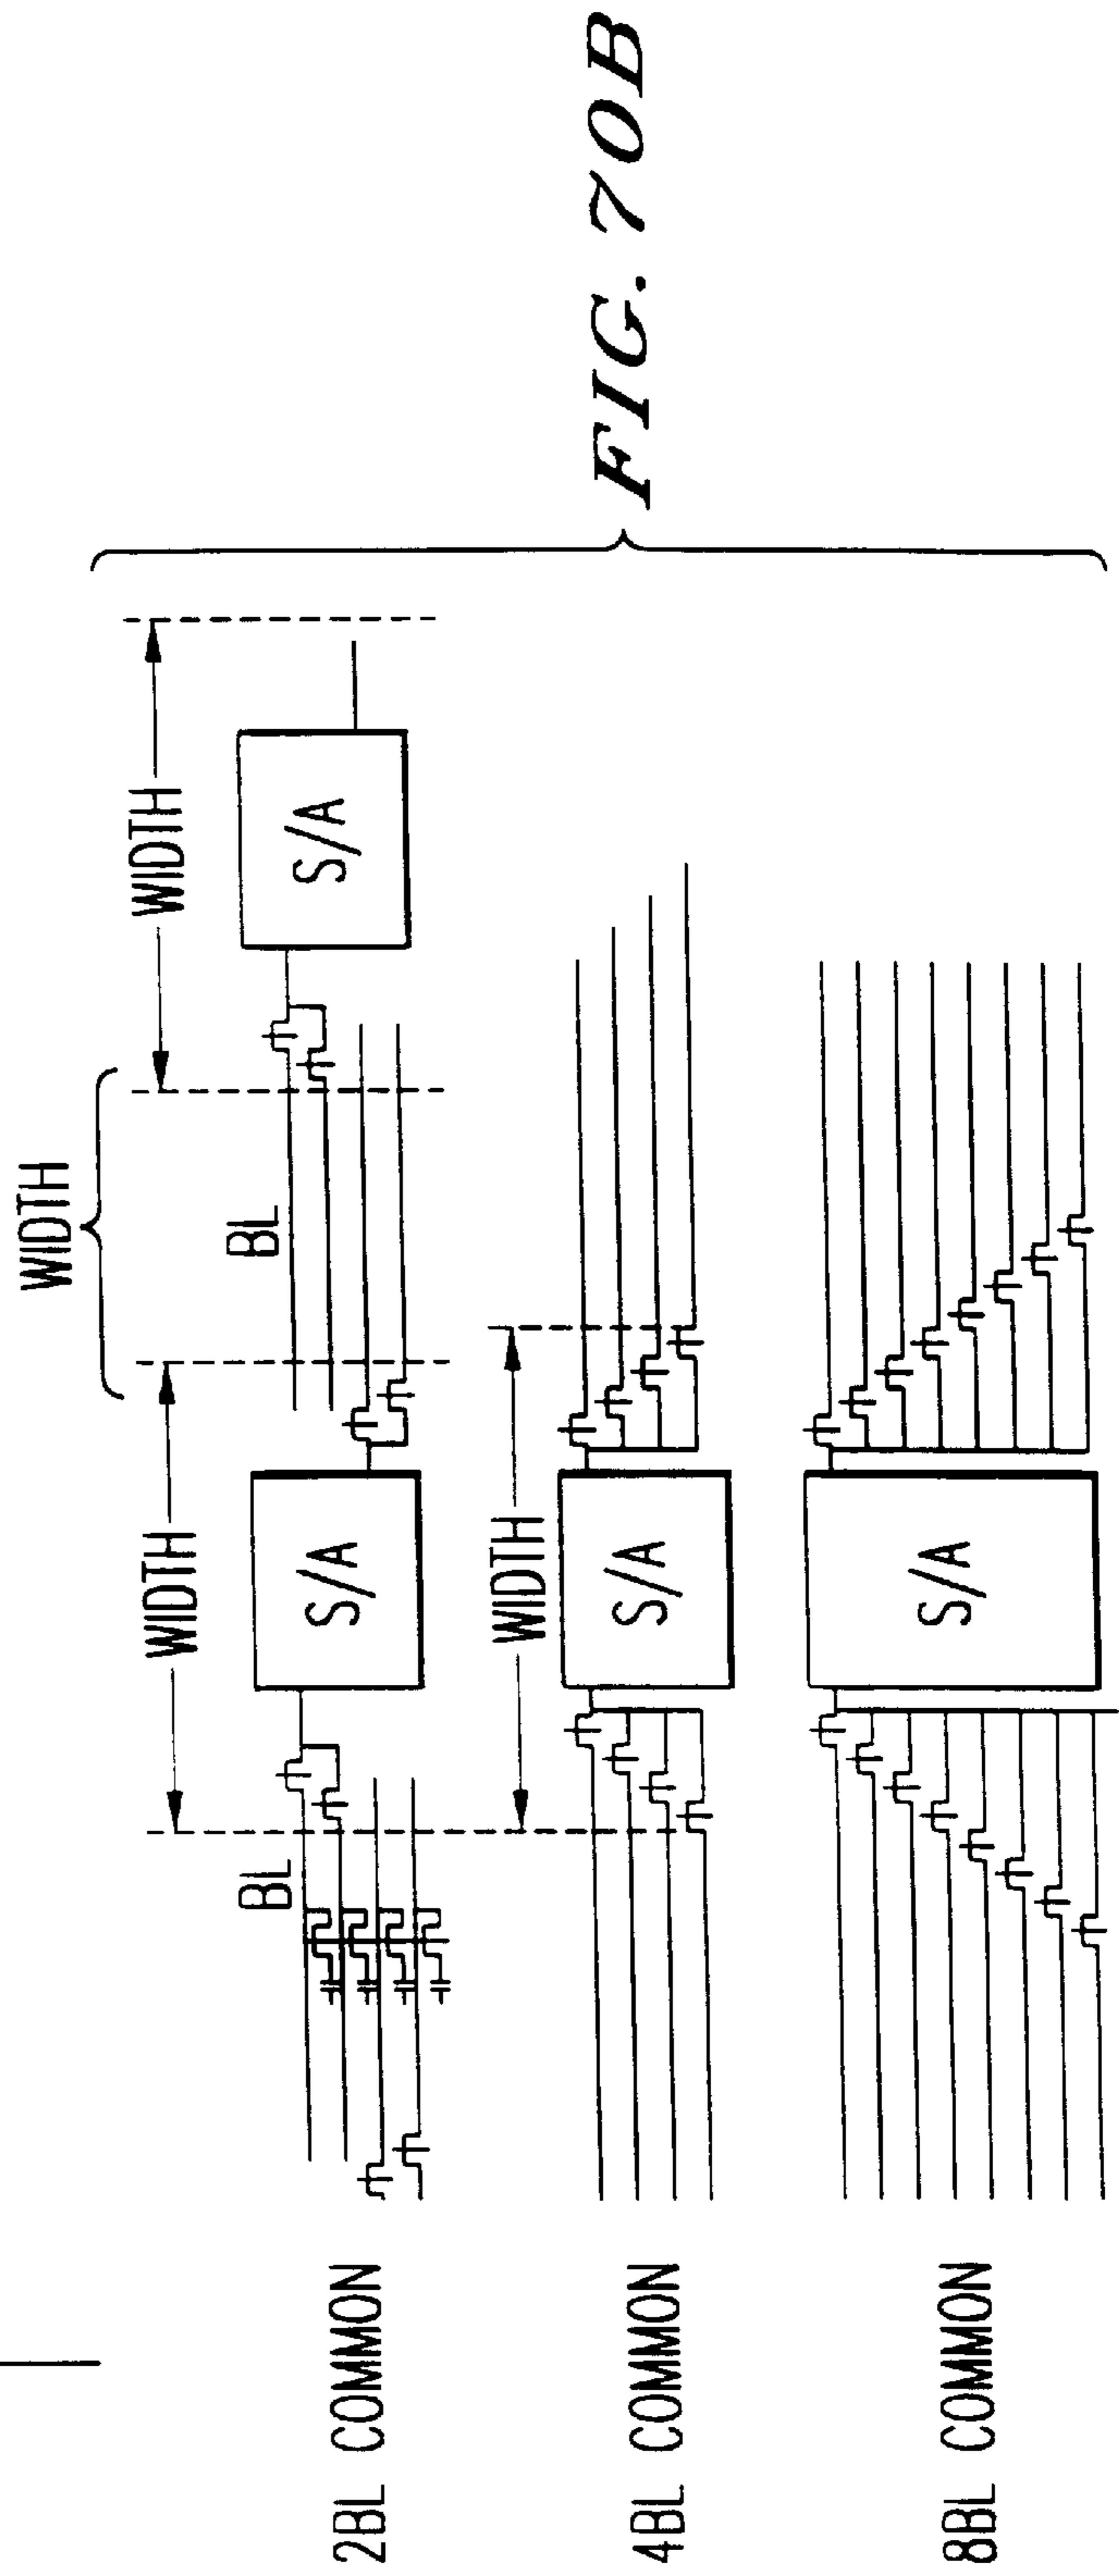 WIDTH
WIDTH
WIDTH
2BL COMMON
BL
S/A
BL
S/A
WIDTH
4BL COMMON
S/A
8BL COMMON
S/A
FIG. 70B